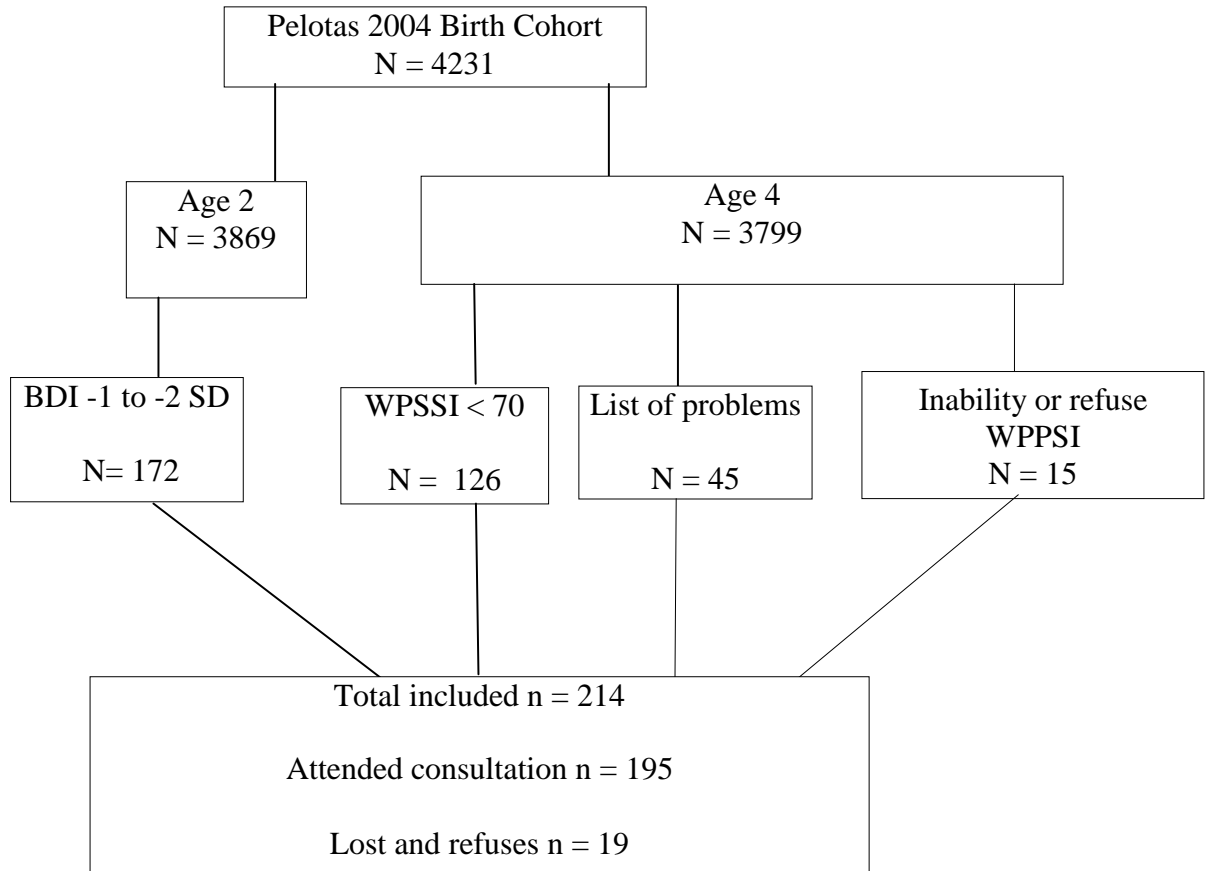 Pelotas 2004 Birth Cohort
N = 4231
Age 2
N = 3869
Age 4
N = 3799
BDI -1 to -2 SD
N= 172
WPSSI < 70
N = 126
List of problems
N = 45
Inability or refuse
WPPSI
N = 15
Total included n = 214
Attended consultation n = 195
Lost and refuses n = 19